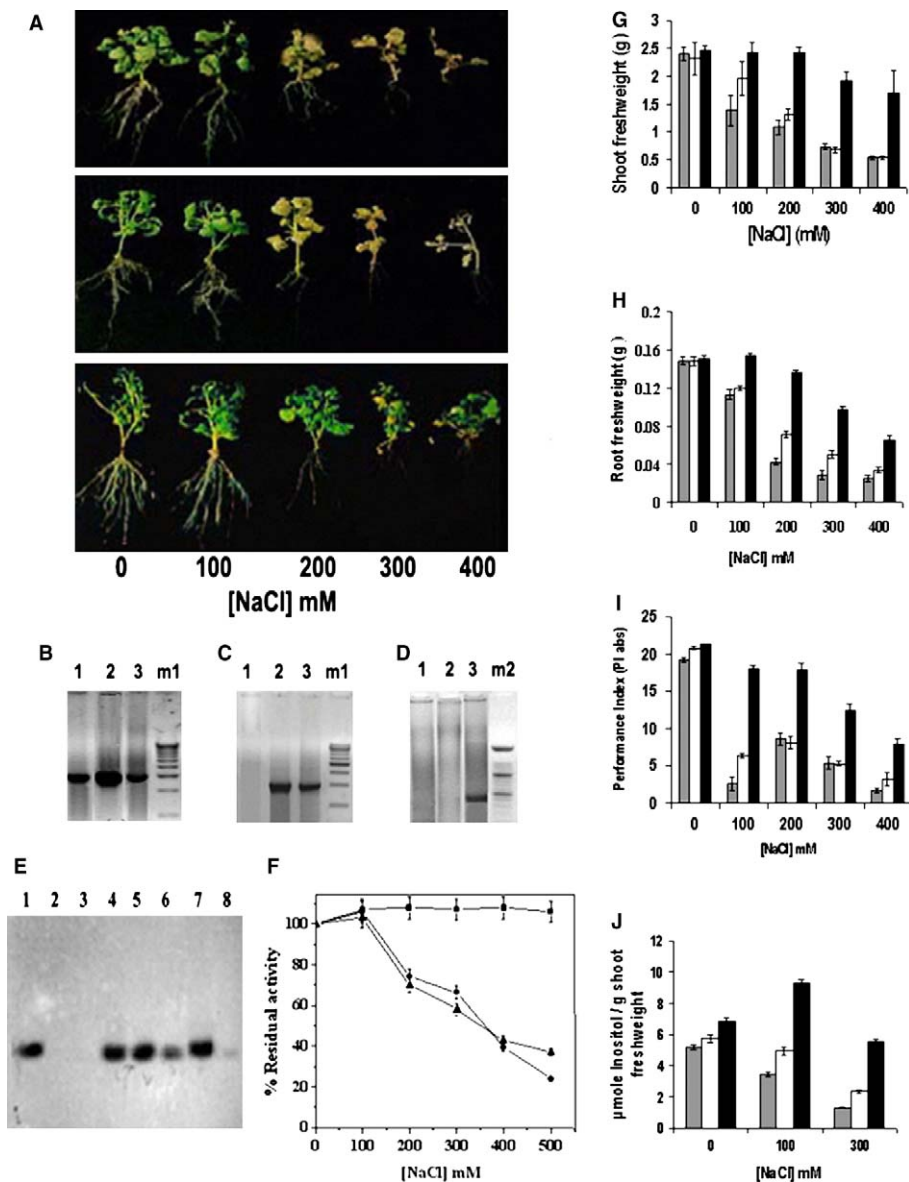 A
0 100 200 300 400
[NaCl] mM
B
1 2 3 m1
C
1 2 3 m1
D
1 2 3 m2
E
1 2 3 4 5 6 7 8
F
% Residual activity
100
80
60
40
20
0
0 100 200 300 400 500
[NaCl] mM
G
Shoot freshweight (g)
3
2.5
2
1.5
1
0.5
0
0 100 200 300 400
[NaCl] (mM)
H
Root freshweight (g)
0.2
0.16
0.12
0.08
0.04
0
0 100 200 300 400
[NaCl] mM
I
Performance Index (PI abs)
25
20
15
10
5
0
0 100 200 300 400
[NaCl] mM
J
µmole Inositol / g shoot
freshweight
12
10
8
6
4
2
0
0 100 300
[NaCl] mM